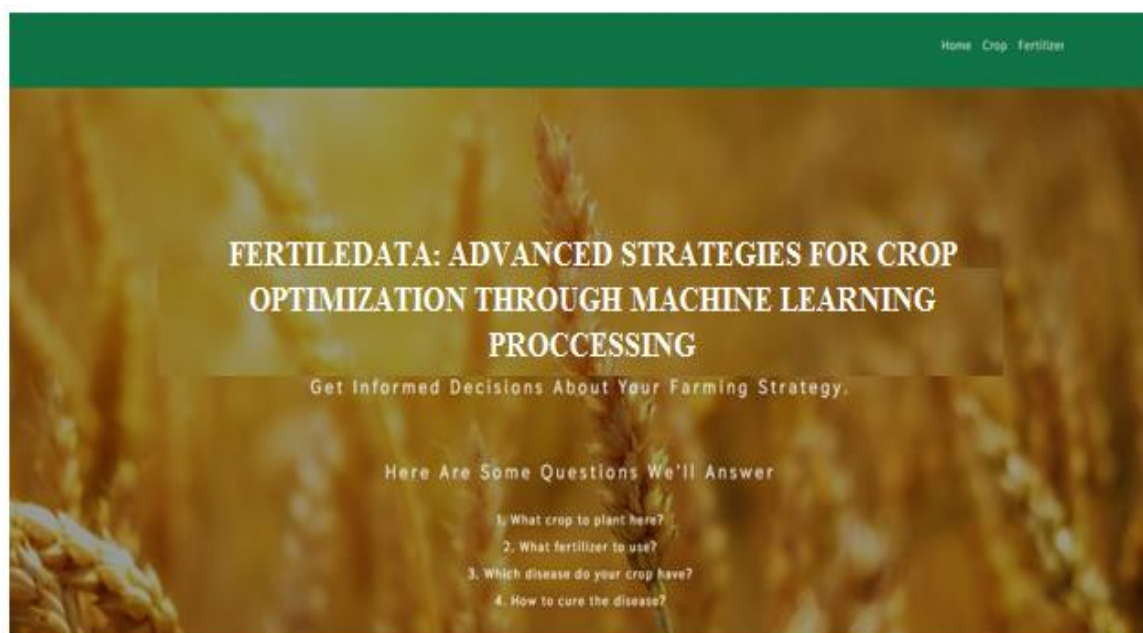 Home Crop Fertilizer
FERTILEDATA: ADVANCED STRATEGIES FOR CROP
OPTIMIZATION THROUGH MACHINE LEARNING
PROCCESSING
Get Informed Decisions About Your Farming Strategy.
Here Are Some Questions We'll Answer
1. What crop to plant here?
2. What fertilizer to use?
3. Which disease do your crop have?
4. How to cure the disease?